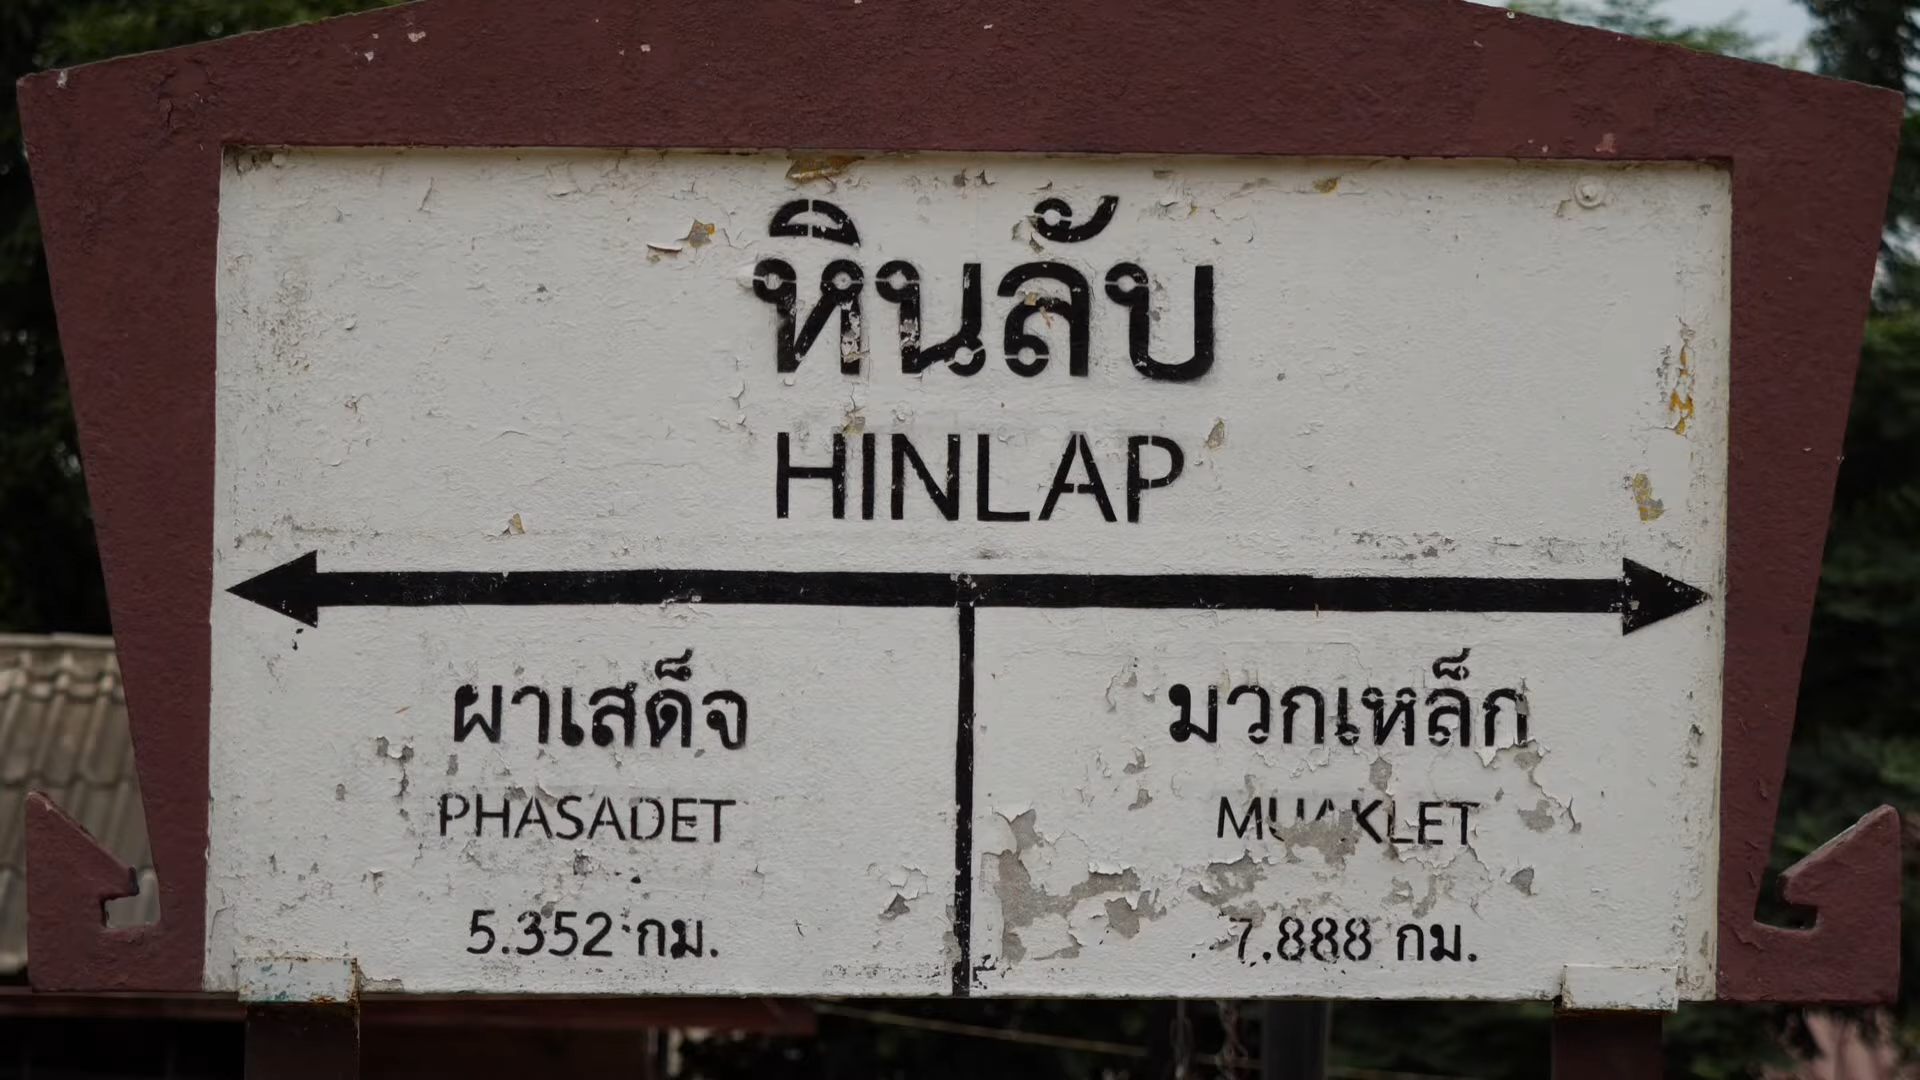 หินลับ
HINLAP
ผาเสด็จ
PHASADET
5.352 กม.
มวกเหล็ก
MUAKLET
7.888 กม.